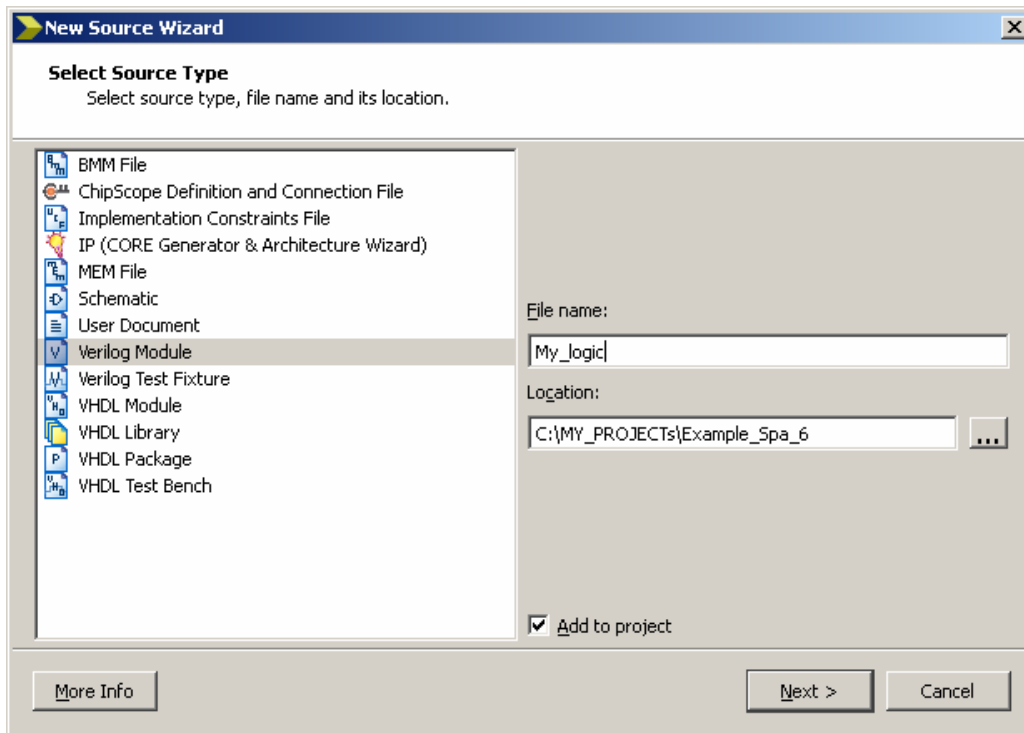 New Source Wizard
Select Source Type
Select source type, file name and its location.
BMM File
ChipScope Definition and Connection File
Implementation Constraints File
IP (CORE Generator & Architecture Wizard)
MEM File
Schematic
User Document
Verilog Module
Verilog Test Fixture
VHDL Module
VHDL Library
VHDL Package
VHDL Test Bench
File name:
My_logic
Location:
C:\MY_PROJECTs\Example_Spa_6
...
Add to project
More Info
Next >
Cancel